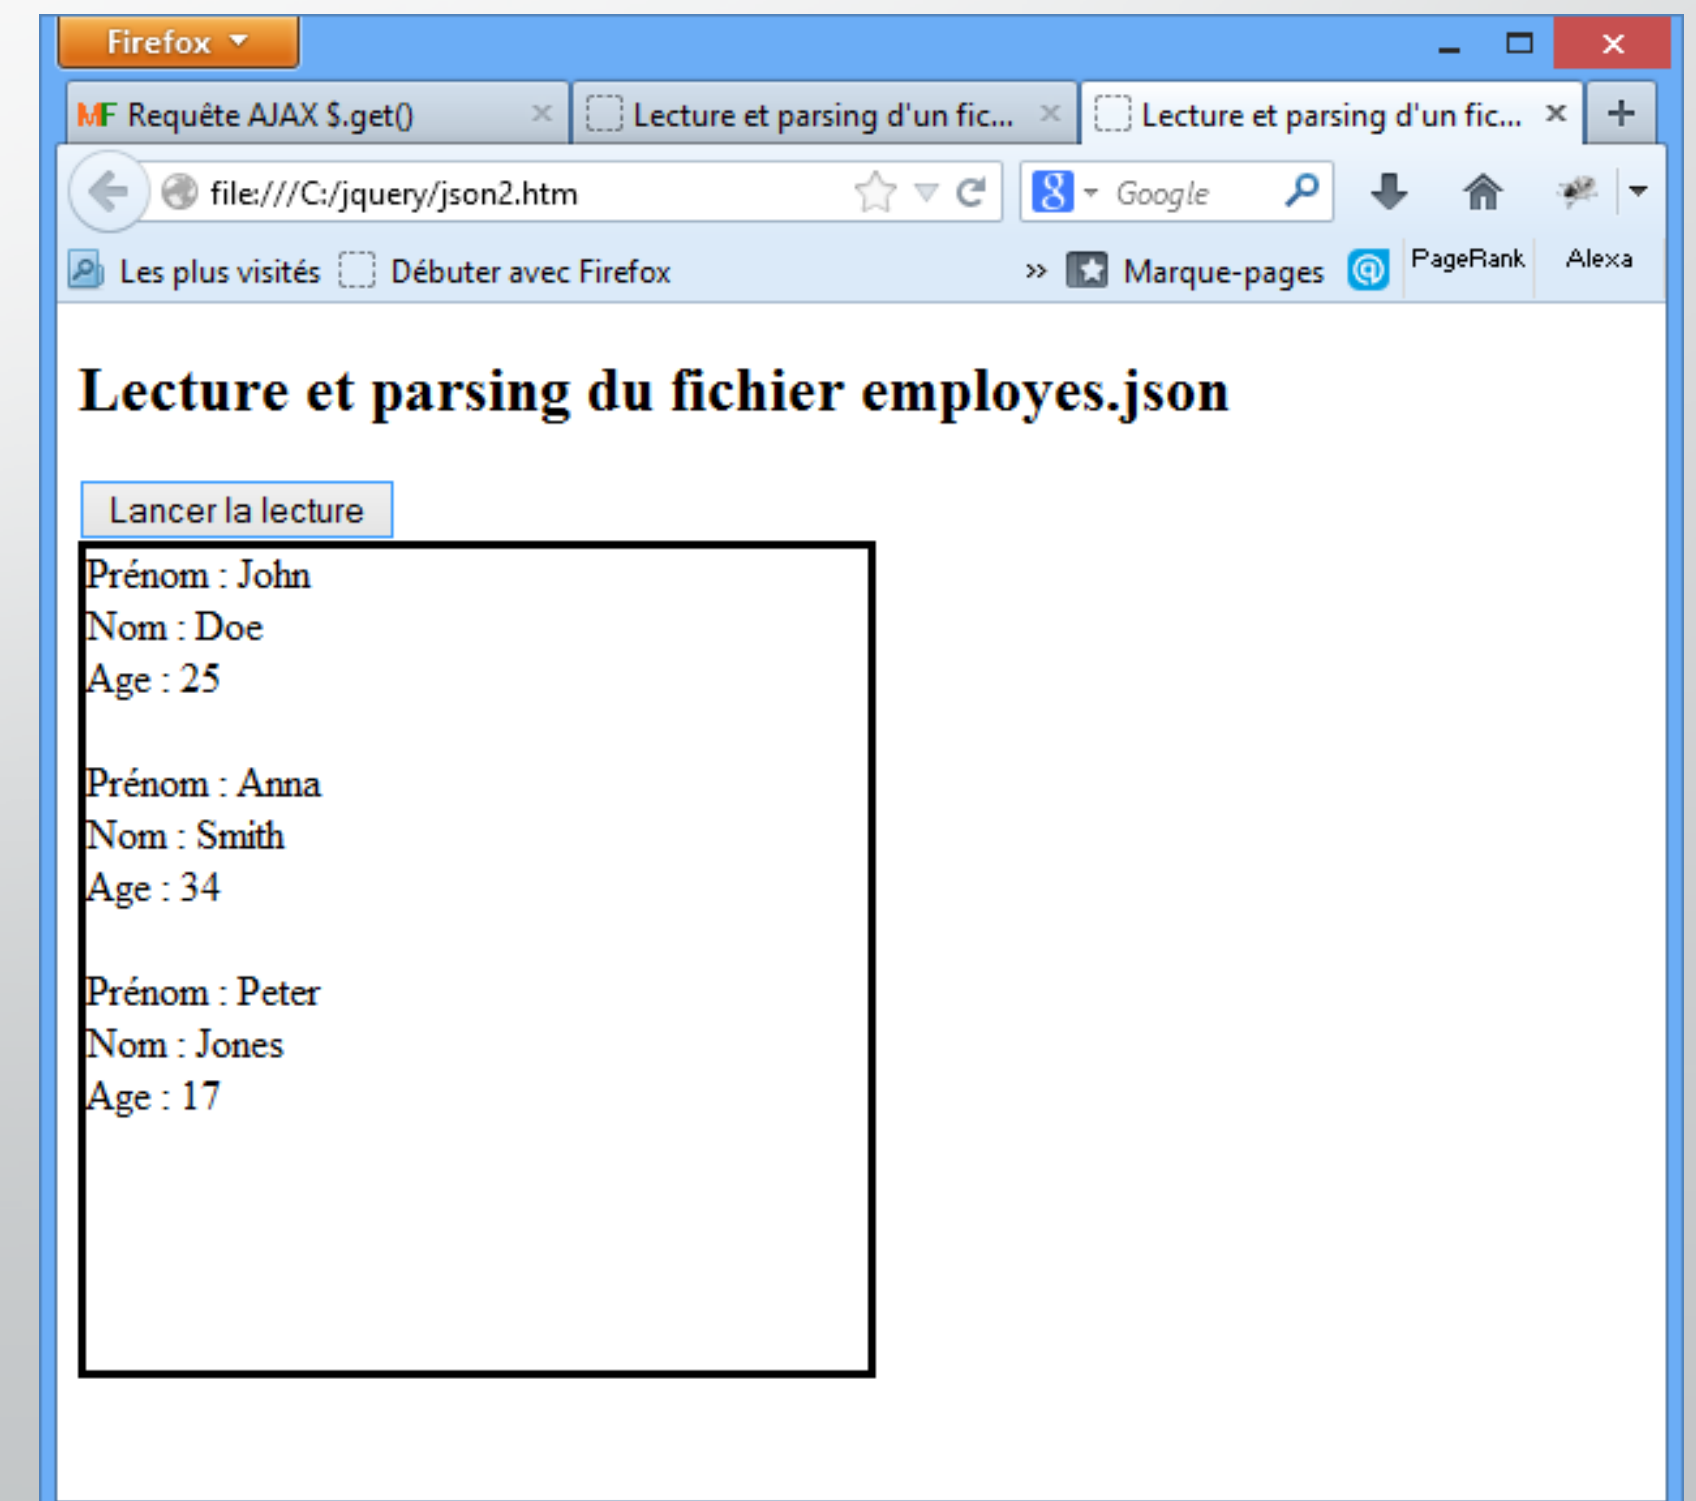 Firefox
MF Requête AJAX $.get()
Lecture et parsing d'un fic...
Lecture et parsing d'un fic...
file:///C:/jquery/json2.htm
8 Google
Les plus visités
Débuter avec Firefox
» Marque-pages
PageRank
Alexa
Lecture et parsing du fichier employes.json
Lancer la lecture
Prénom : John
Nom : Doe
Age : 25
Prénom : Anna
Nom : Smith
Age : 34
Prénom : Peter
Nom : Jones
Age : 17